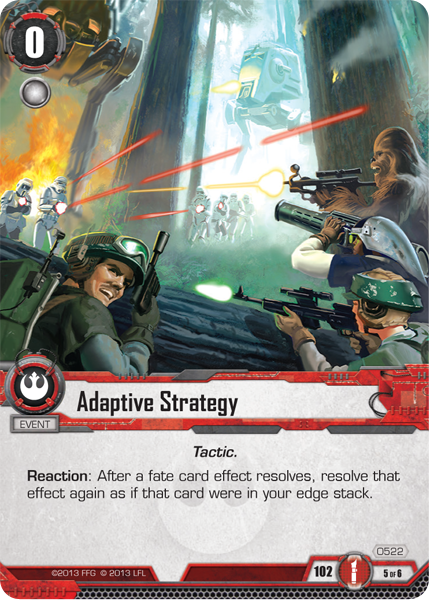 0
Adaptive Strategy
EVENT
Tactic.
Reaction: After a fate card effect resolves, resolve that
effect again as if that card were in your edge stack.
0522
©2013 FFG © 2013 LFL
102
1
5 OF 6